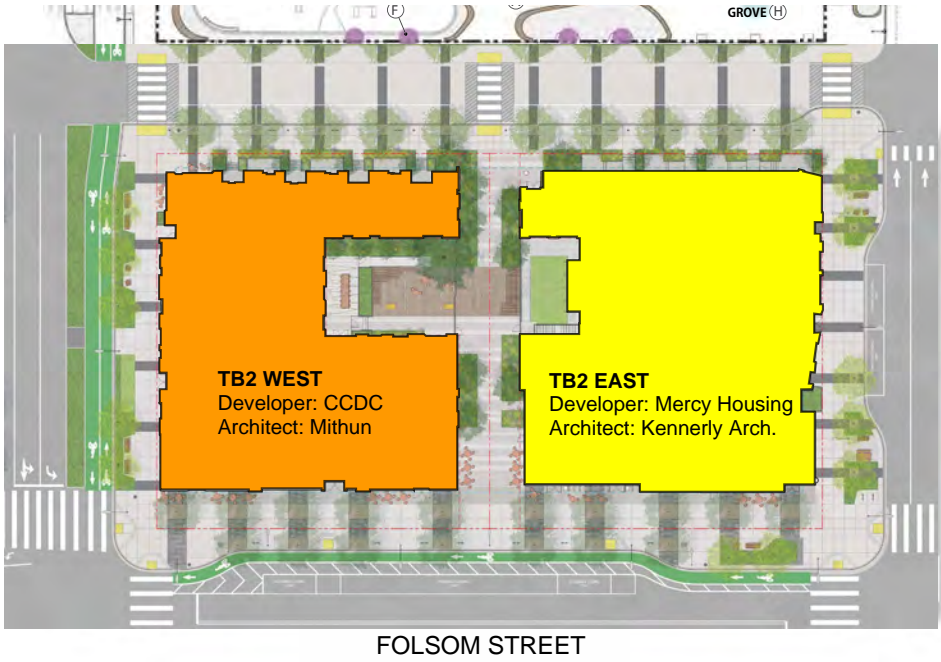 F
GROVE H
TB2 WEST
Developer: CCDC
Architect: Mithun
TB2 EAST
Developer: Mercy Housing
Architect: Kennerly Arch.
FOLSOM STREET